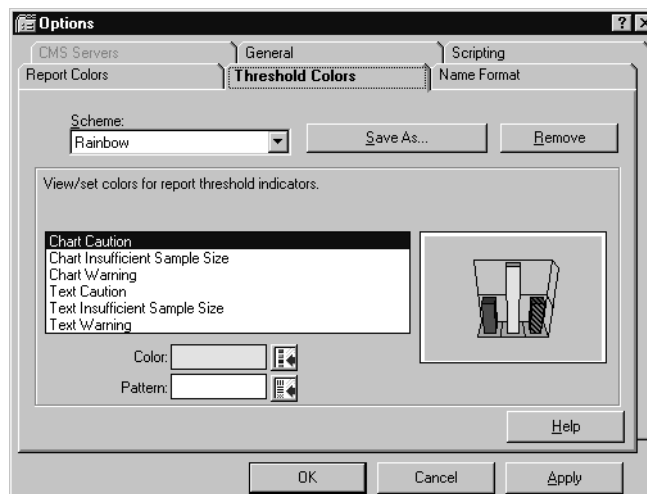 Options
CMS Servers
General
Scripting
Report Colors
Threshold Colors
Name Format
Scheme:
Rainbow
Save As...
Remove
View/set colors for report threshold indicators.
Chart Caution
Chart Insufficient Sample Size
Chart Warning
Text Caution
Text Insufficient Sample Size
Text Warning
Color:
Pattern:
Help
OK
Cancel
Apply